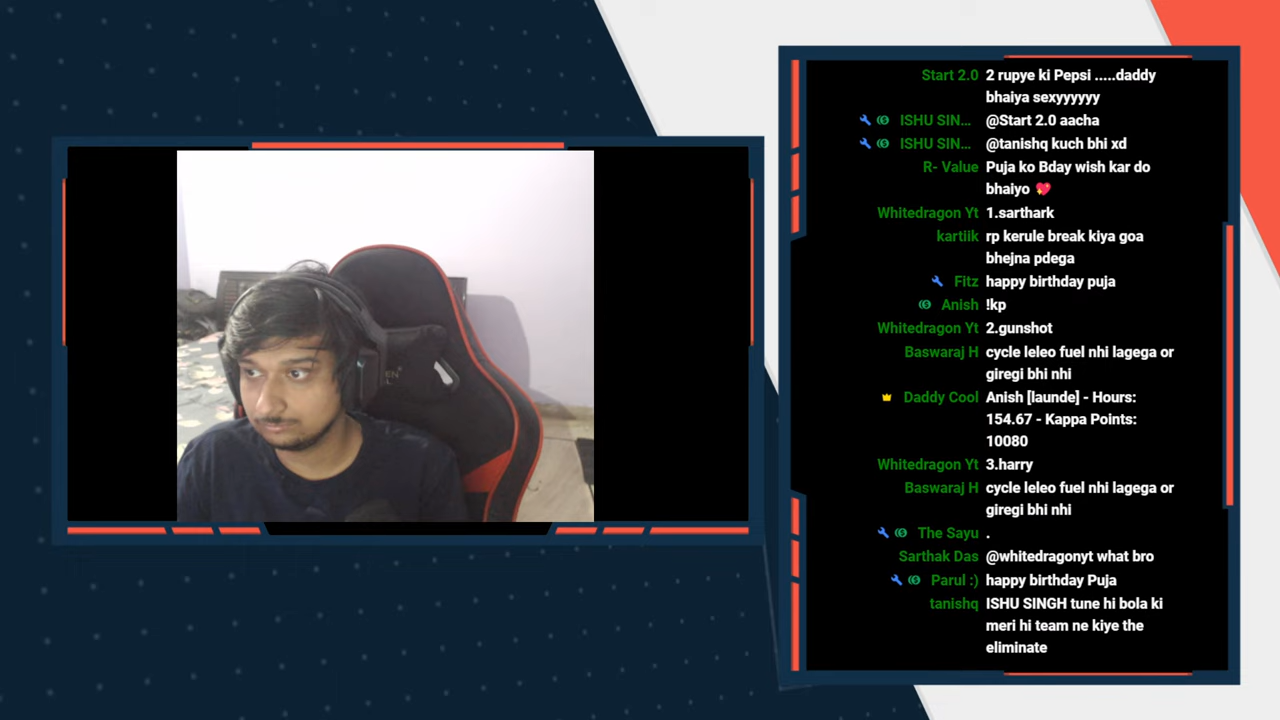 Start 2.0 2 rupye ki Pepsi .....daddy
bhaiya sexyyyyyy
ISHU SIN... @Start 2.0 aacha
ISHU SIN... @tanishq kuch bhi xd
R- Value Puja ko Bday wish kar do
bhaiyo 💖
Whitedragon Yt 1.sarthark
kartiik rp kerule break kiya goa
bhejna pdega
Fitz happy birthday puja
Anish !kp
Whitedragon Yt 2.gunshot
Baswaraj H cycle leleo fuel nhi lagega or
giregi bhi nhi
Daddy Cool Anish [launde] - Hours:
154.67 - Kappa Points:
10080
Whitedragon Yt 3.harry
Baswaraj H cycle leleo fuel nhi lagega or
giregi bhi nhi
The Sayu .
Sarthak Das @whitedragonyt what bro
Parul :) happy birthday Puja
tanishq ISHU SINGH tune hi bola ki
meri hi team ne kiye the
eliminate